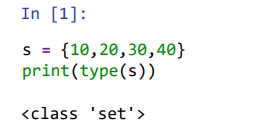 In [1]:
s = {10,20,30,40}
print(type(s))
<class 'set'>